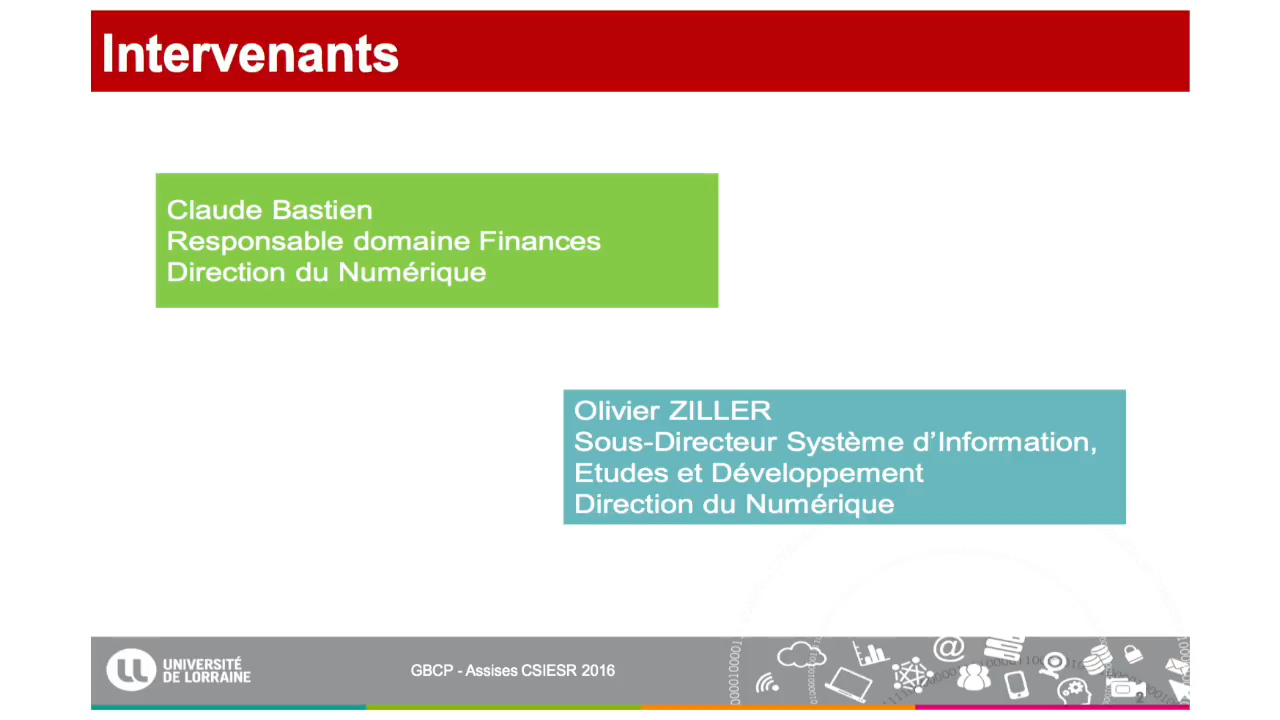 Intervenants
Claude Bastien
Responsable domaine Finances
Direction du Numérique
Olivier ZILLER
Sous-Directeur Système d’Information,
Etudes et Développement
Direction du Numérique
UNIVERSITÉ
DE LORRAINE
GBCP - Assises CSIESR 2016
2